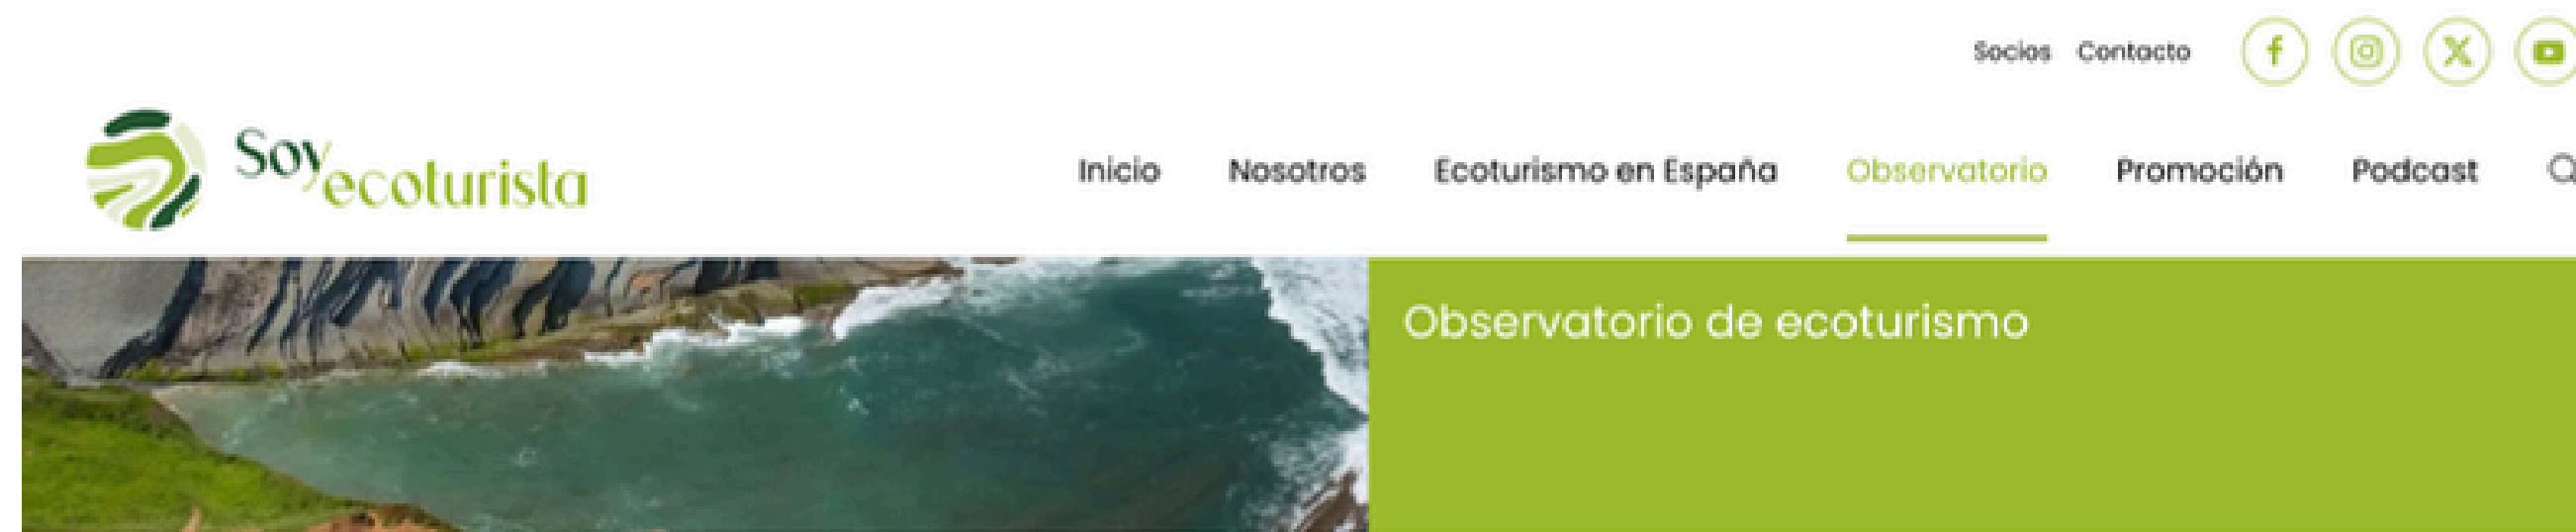 Socios Contacto
Soy ecoturista
Inicio Nosotros Ecoturismo en España Observatorio Promoción Podcast
Observatorio de ecoturismo